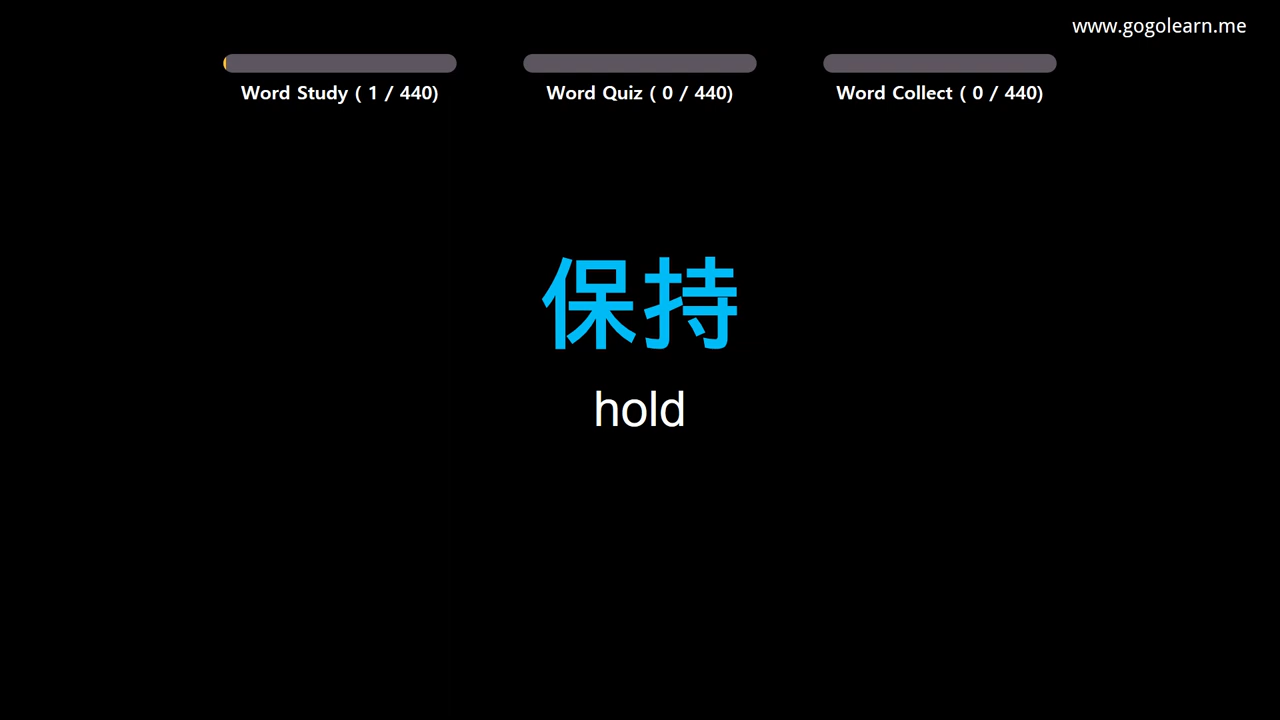 www.gogolearn.me
Word Study ( 1 / 440)
Word Quiz ( 0 / 440)
Word Collect ( 0 / 440)
保持
hold